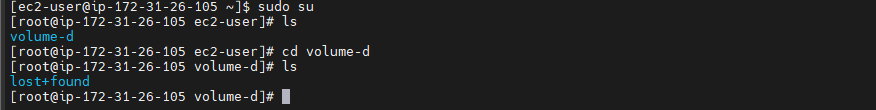 [ec2-user@ip-172-31-26-105 ~]$ sudo su
[root@ip-172-31-26-105 ec2-user]# ls
volume-d
[root@ip-172-31-26-105 ec2-user]# cd volume-d
[root@ip-172-31-26-105 volume-d]# ls
lost+found
[root@ip-172-31-26-105 volume-d]#